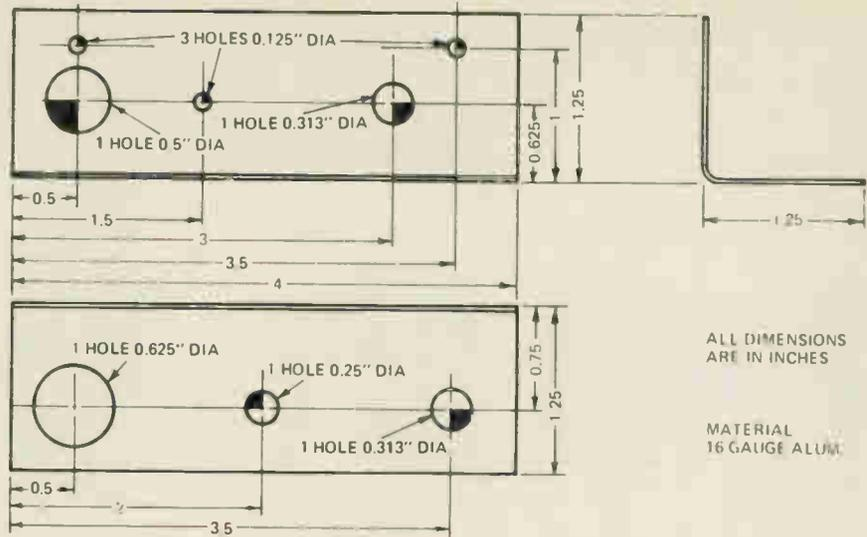 3 HOLES 0.125" DIA
1 HOLE 0.313" DIA
1 HOLE 0.5" DIA
0.625
1
1.25
0.5
1.5
3
3.5
4
1.25
1 HOLE 0.625" DIA
1 HOLE 0.25" DIA
1 HOLE 0.313" DIA
0.75
1.25
0.5
2
3.5
ALL DIMENSIONS
ARE IN INCHES
MATERIAL
16 GAUGE ALUM.